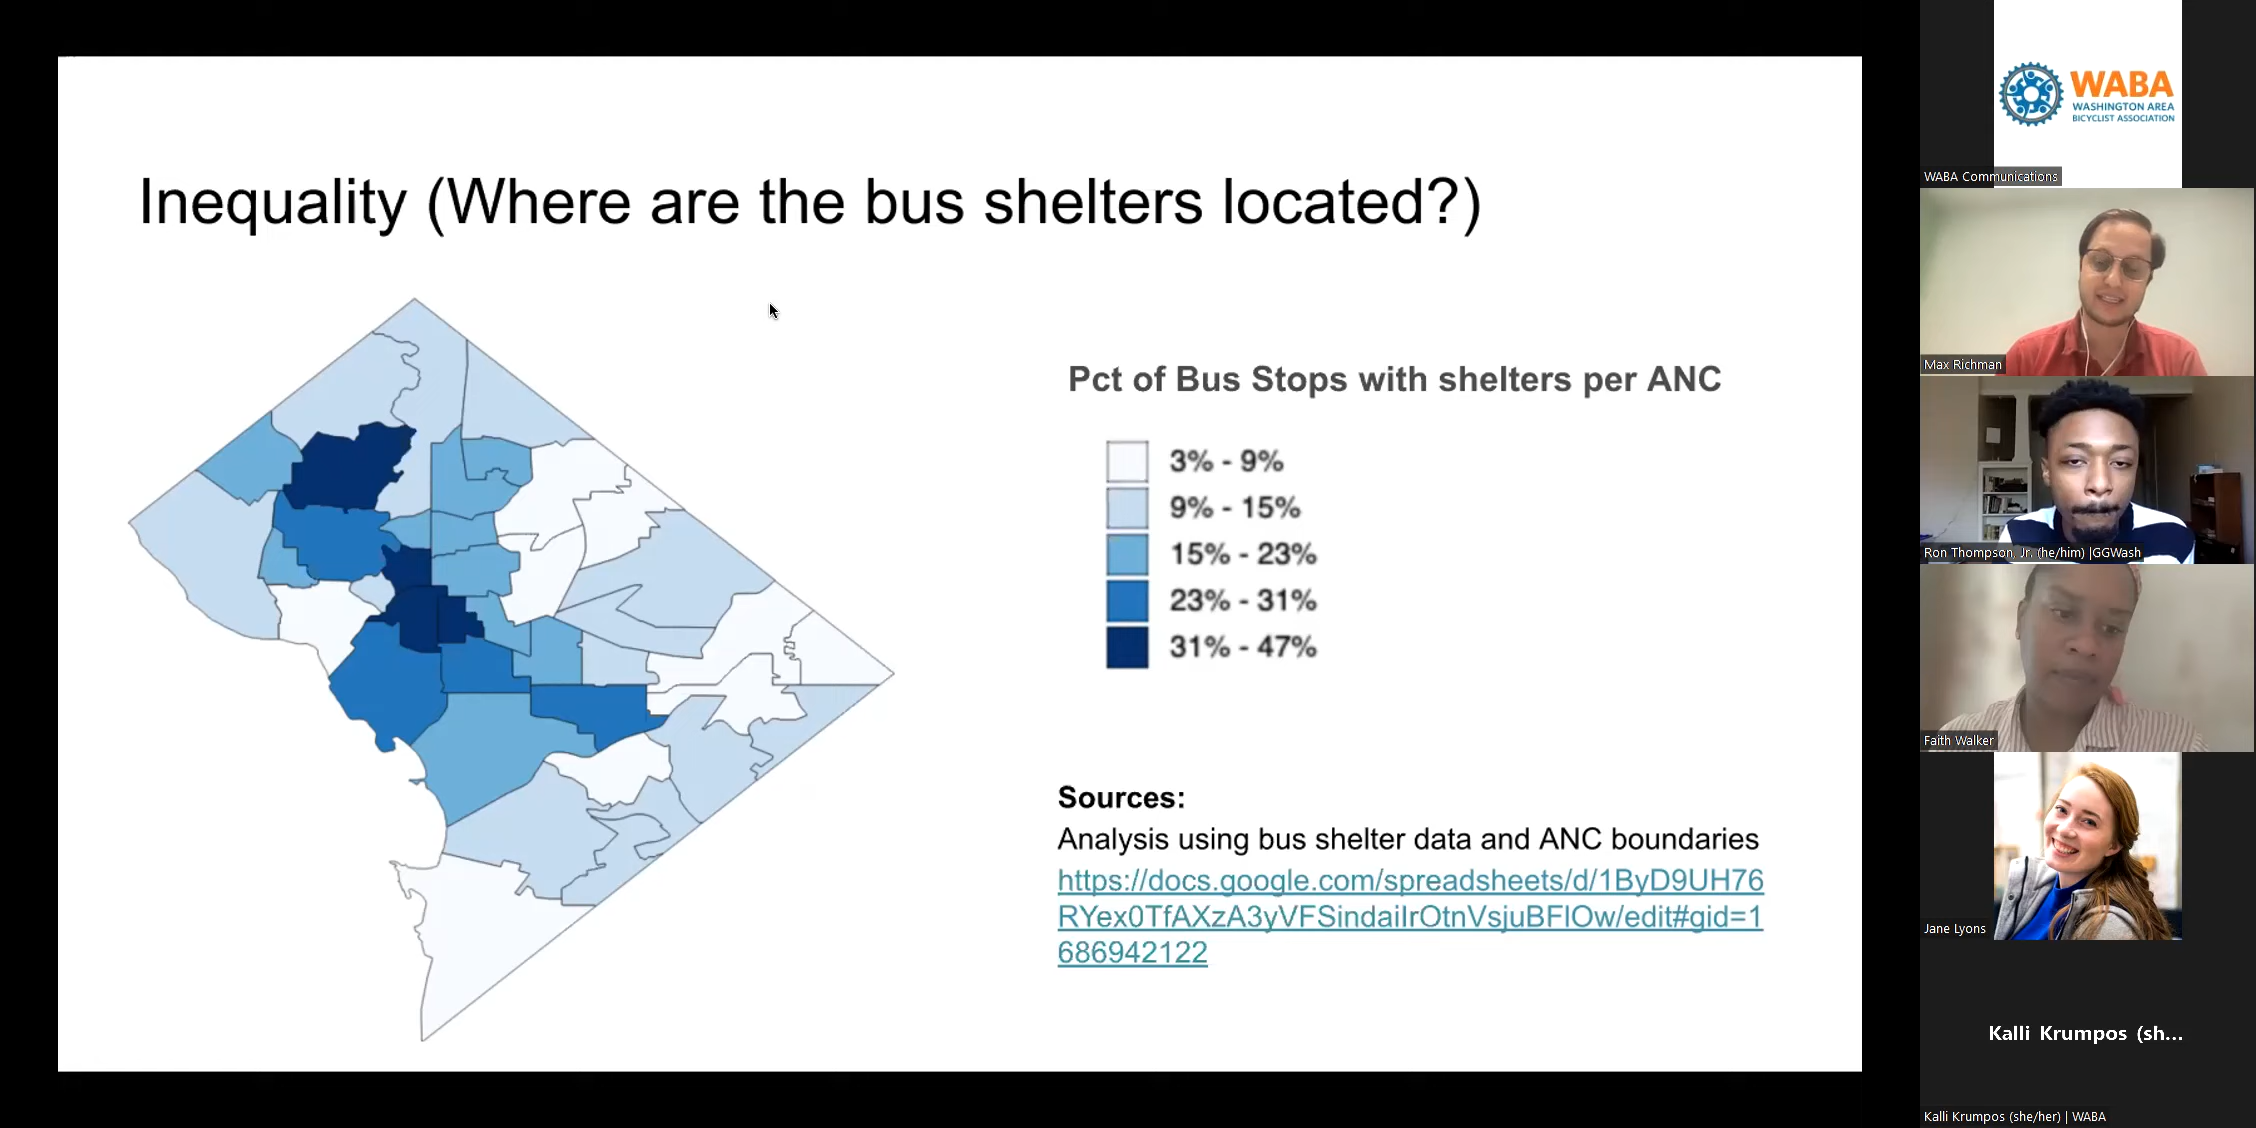 Inequality (Where are the bus shelters located?)
Pct of Bus Stops with shelters per ANC
3% - 9%
9% - 15%
15% - 23%
23% - 31%
31% - 47%
Sources:
Analysis using bus shelter data and ANC boundaries
https://docs.google.com/spreadsheets/d/1ByD9UH76
RYex0TfAXzA3yVFSindaiIrOtnVsjuBFlOw/edit#gid=1
686942122
WABA
WASHINGTON AREA
BICYCLIST ASSOCIATION
WABA Communications
Max Richman
Ron Thompson, Jr. (he/him) |GGWash
Faith Walker
Jane Lyons
Kalli Krumpos (sh...
Kalli Krumpos (she/her) | WABA